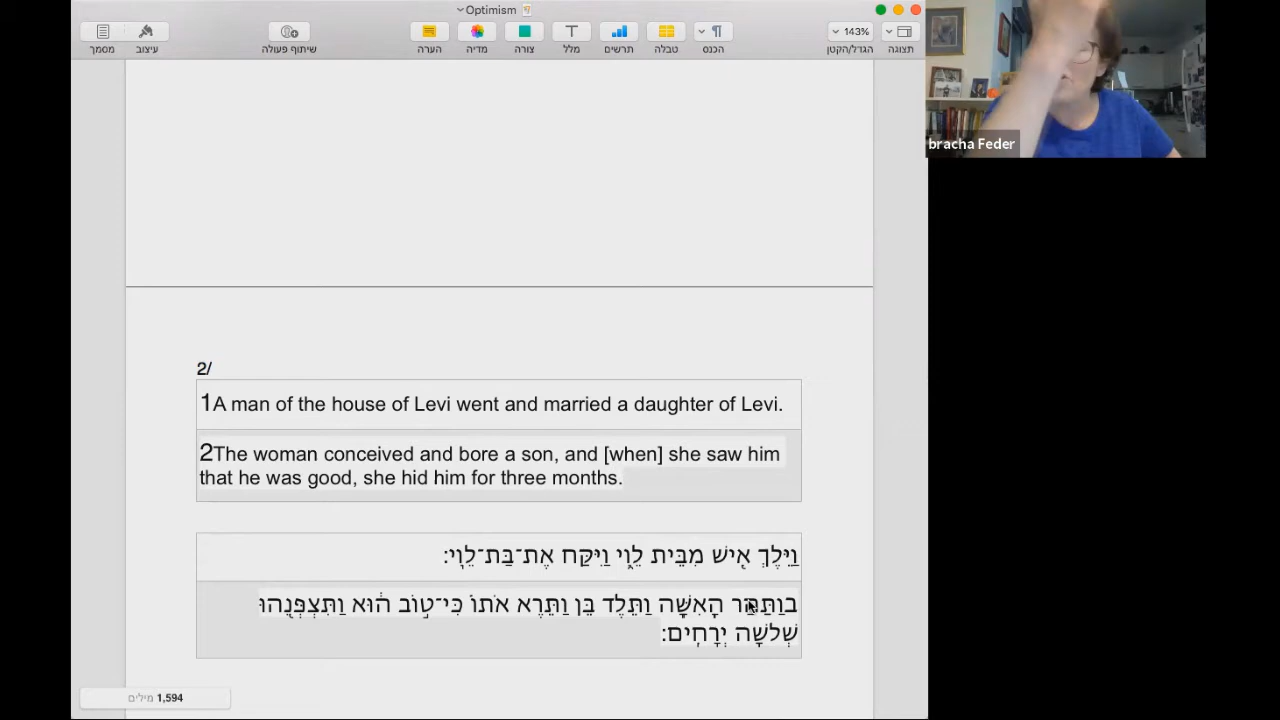 Optimism
143%
מסמך
עיצוב
שיתוף פעולה
הערה
מדיה
צורה
מלל
תרשים
טבלה
הכנס
הגדל/הקטן
תצוגה
bracha Feder
2/
1A man of the house of Levi went and married a daughter of Levi.
2The woman conceived and bore a son, and [when] she saw him
that he was good, she hid him for three months.
וַיֵּ֥לֶךְ אִ֖ישׁ מִבֵּ֣ית לֵוִ֑י וַיִּקַּ֖ח אֶת־בַּת־לֵוִֽי׃
בוַתַּ֥הַר הָֽאִשָּׁ֖ה וַתֵּ֣לֶד בֵּ֑ן וַתֵּ֤רֶא אֹתוֹ֙ כִּי־ט֣וֹב ה֔וּא וַֽתִּצְפְּנֵ֖הוּ
שְׁלשָׁ֥ה יְרָחִֽים׃
1,594 מילים